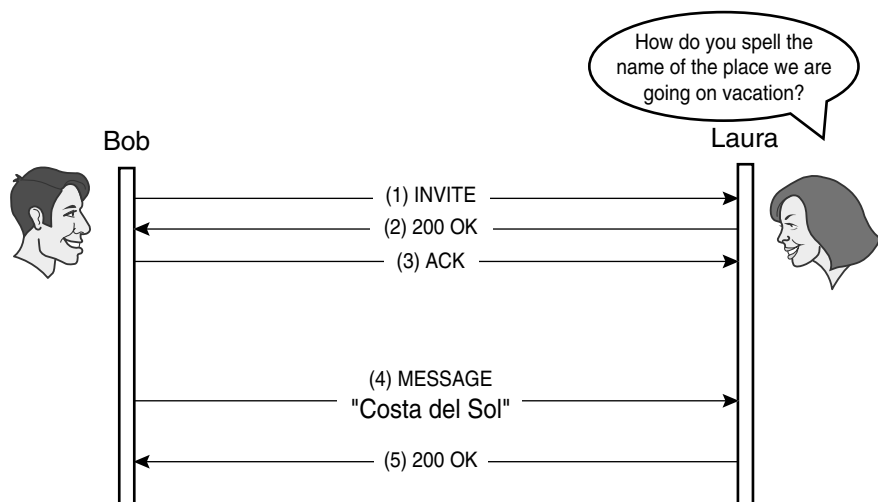 How do you spell the
name of the place we are
going on vacation?
Bob
Laura
(1) INVITE
(2) 200 OK
(3) ACK
(4) MESSAGE
"Costa del Sol"
(5) 200 OK